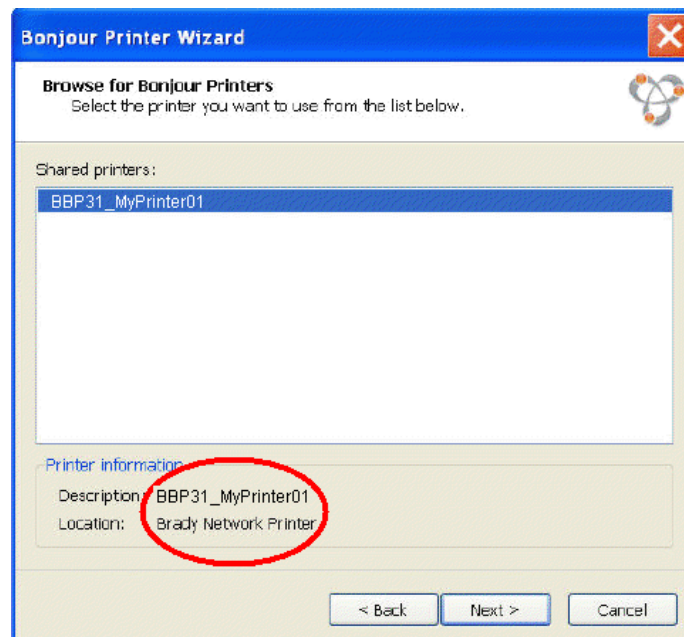 Bonjour Printer Wizard
Browse for Bonjour Printers
Select the printer you want to use from the list below.
Shared printers:
BBP31_MyPrinter01
Printer information
Description: BBP31_MyPrinter01
Location: Brady Network Printer
< Back Next > Cancel